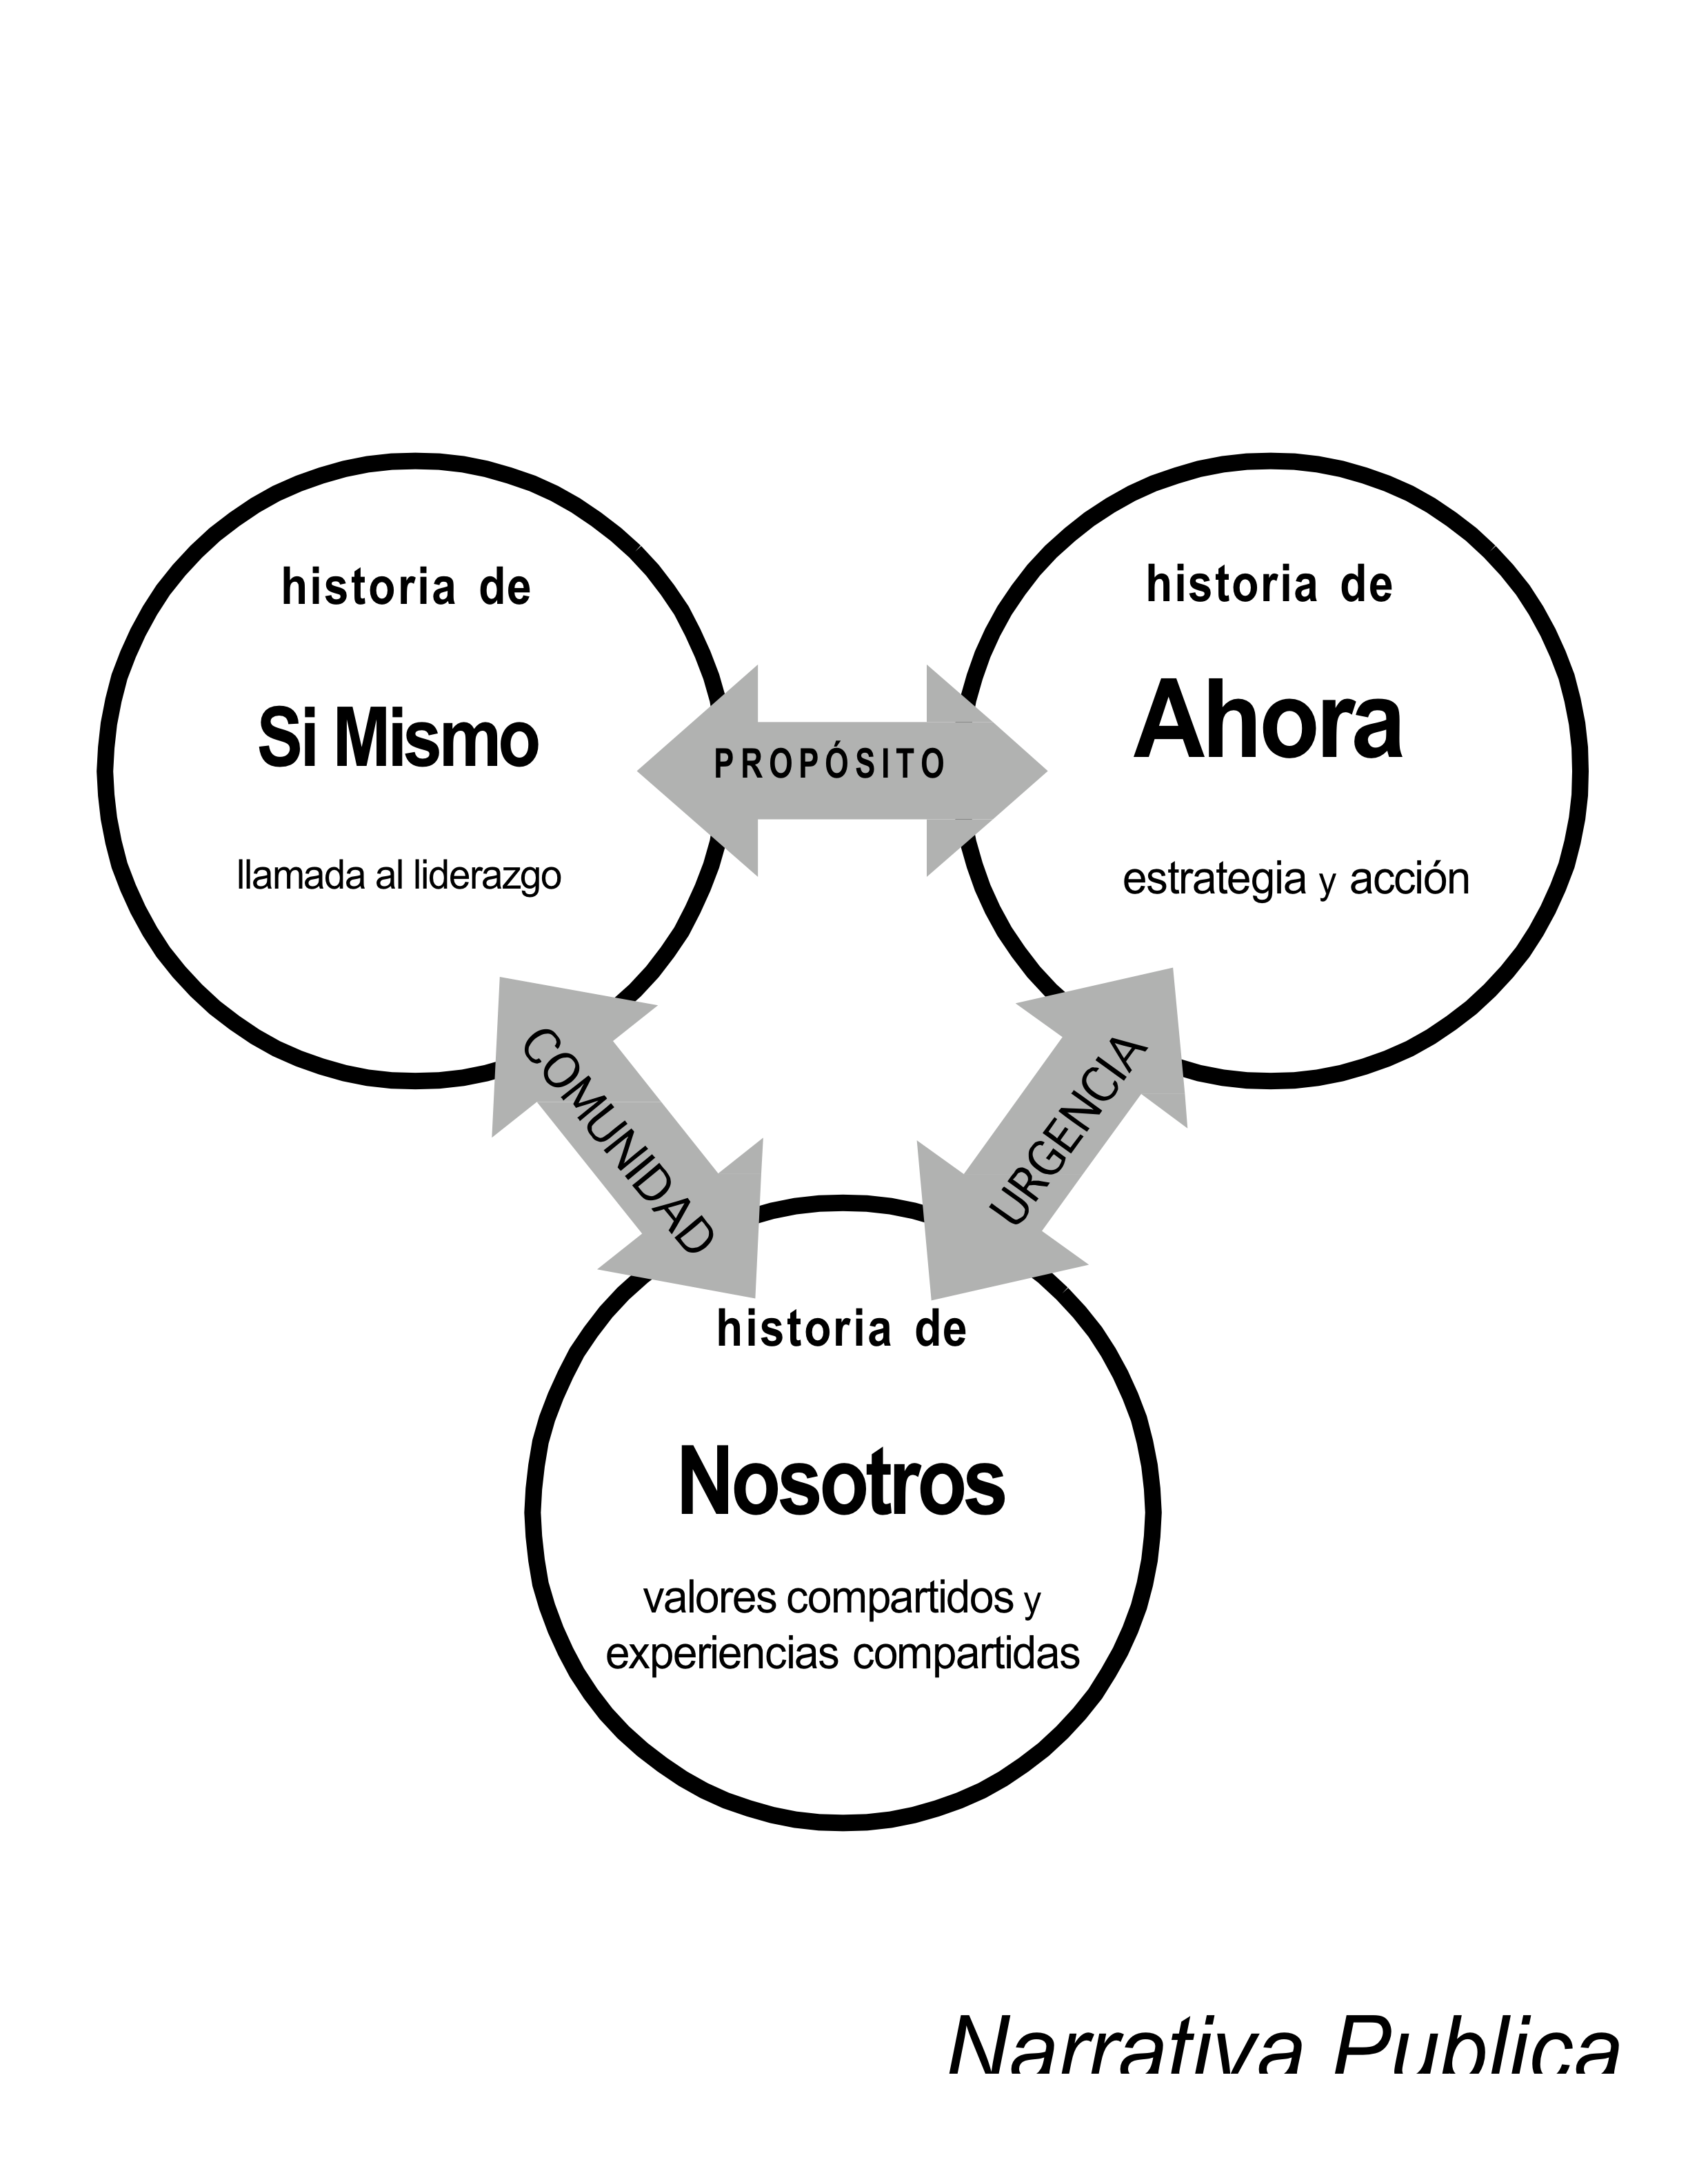 historia de
Si Mismo
llamada al liderazgo
PROPÓSITO
historia de
Ahora
estrategia y acción
COMUNIDAD
URGENCIA
historia de
Nosotros
valores compartidos y
experiencias compartidas
Narrativa Publica